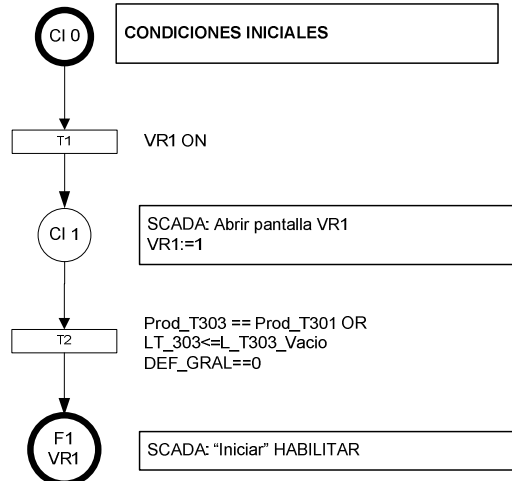 CI 0
CONDICIONES INICIALES
T1
VR1 ON
CI 1
SCADA: Abrir pantalla VR1
VR1:=1
T2
Prod_T303 == Prod_T301 OR
LT_303<=L_T303_Vacio
DEF_GRAL==0
F1
VR1
SCADA: “Iniciar” HABILITAR